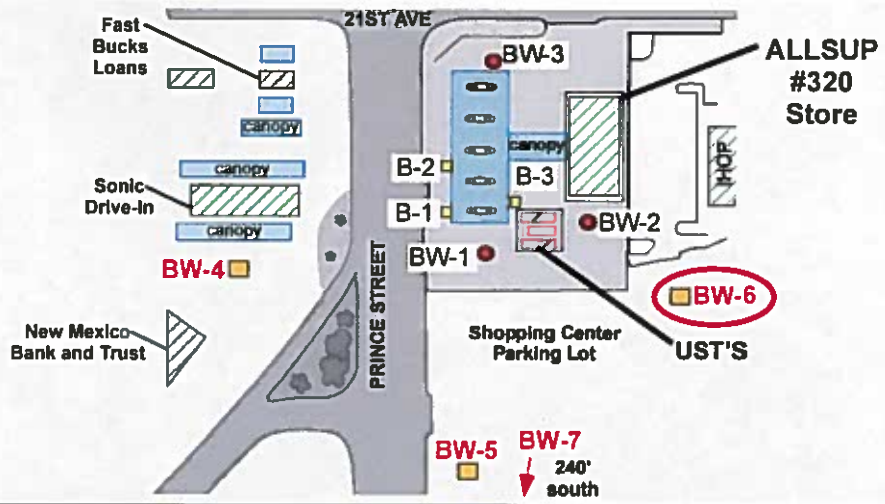 21ST AVE
Fast
Bucks
Loans
canopy
canopy
Sonic
Drive-In
canopy
BW-4
New Mexico
Bank and Trust
PRINCE STREET
BW-3
ALLSUP
#320
Store
canopy
B-2
B-3
B-1
BW-2
BW-1
IHOP
BW-6
Shopping Center
Parking Lot
UST'S
BW-5
BW-7
240'
south